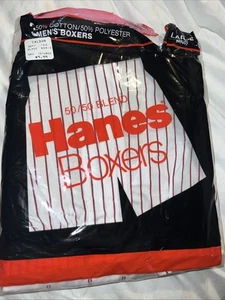 50% COTTON/50% POLYESTER
MEN'S BOXERS
LARGE
50/50 BLEND
Hanes
Boxers